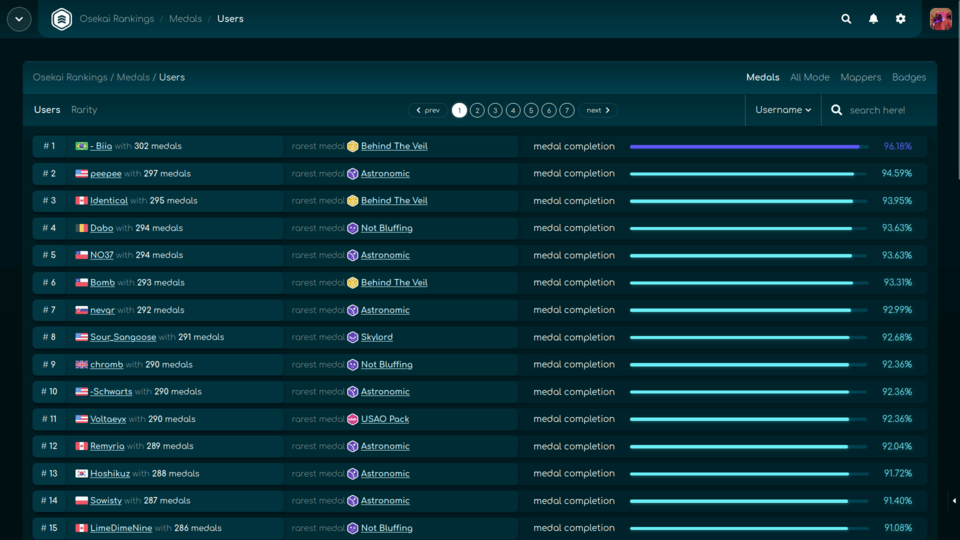 Osekai Rankings / Medals / Users
Osekai Rankings / Medals / Users
Medals All Mode Mappers Badges
Users Rarity
prev 1 2 3 4 5 6 7 next
Username search here!
# 1 - Biia with 302 medals rarest medal Behind The Veil medal completion 96.18%
# 2 peepee with 297 medals rarest medal Astronomic medal completion 94.59%
# 3 Identical with 295 medals rarest medal Behind The Veil medal completion 93.95%
# 4 Dabo with 294 medals rarest medal Not Bluffing medal completion 93.63%
# 5 NO37 with 294 medals rarest medal Astronomic medal completion 93.63%
# 6 Bomb with 293 medals rarest medal Behind The Veil medal completion 93.31%
# 7 nevqr with 292 medals rarest medal Astronomic medal completion 92.99%
# 8 Sour_Sangoose with 291 medals rarest medal Skylord medal completion 92.68%
# 9 chromb with 290 medals rarest medal Not Bluffing medal completion 92.36%
# 10 -Schwarts with 290 medals rarest medal Astronomic medal completion 92.36%
# 11 Voltaeyx with 290 medals rarest medal USAO Pack medal completion 92.36%
# 12 Remyria with 289 medals rarest medal Astronomic medal completion 92.04%
# 13 Hoshikuz with 288 medals rarest medal Astronomic medal completion 91.72%
# 14 Sowisty with 287 medals rarest medal Astronomic medal completion 91.40%
# 15 LimeDimeNine with 286 medals rarest medal Not Bluffing medal completion 91.08%